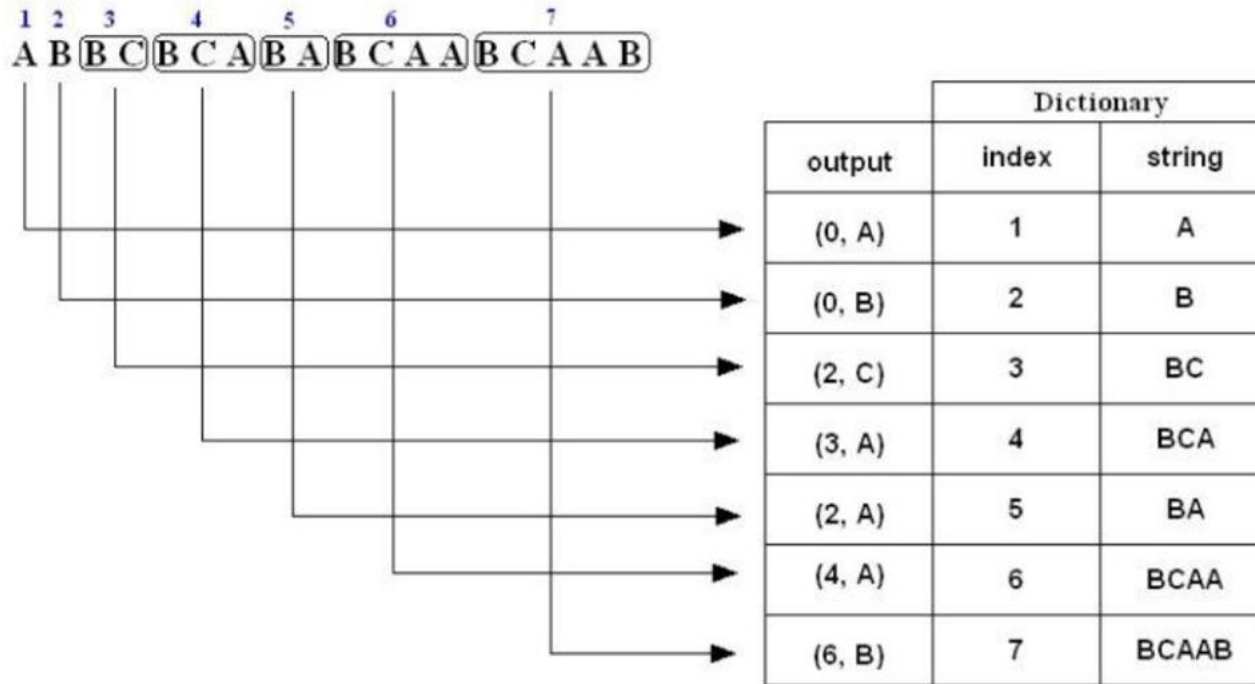 1 2 3 4 5 6 7
A B B C B C A B A B C A A B C A A B
Dictionary
output index string
(0, A) 1 A
(0, B) 2 B
(2, C) 3 BC
(3, A) 4 BCA
(2, A) 5 BA
(4, A) 6 BCAA
(6, B) 7 BCAAB